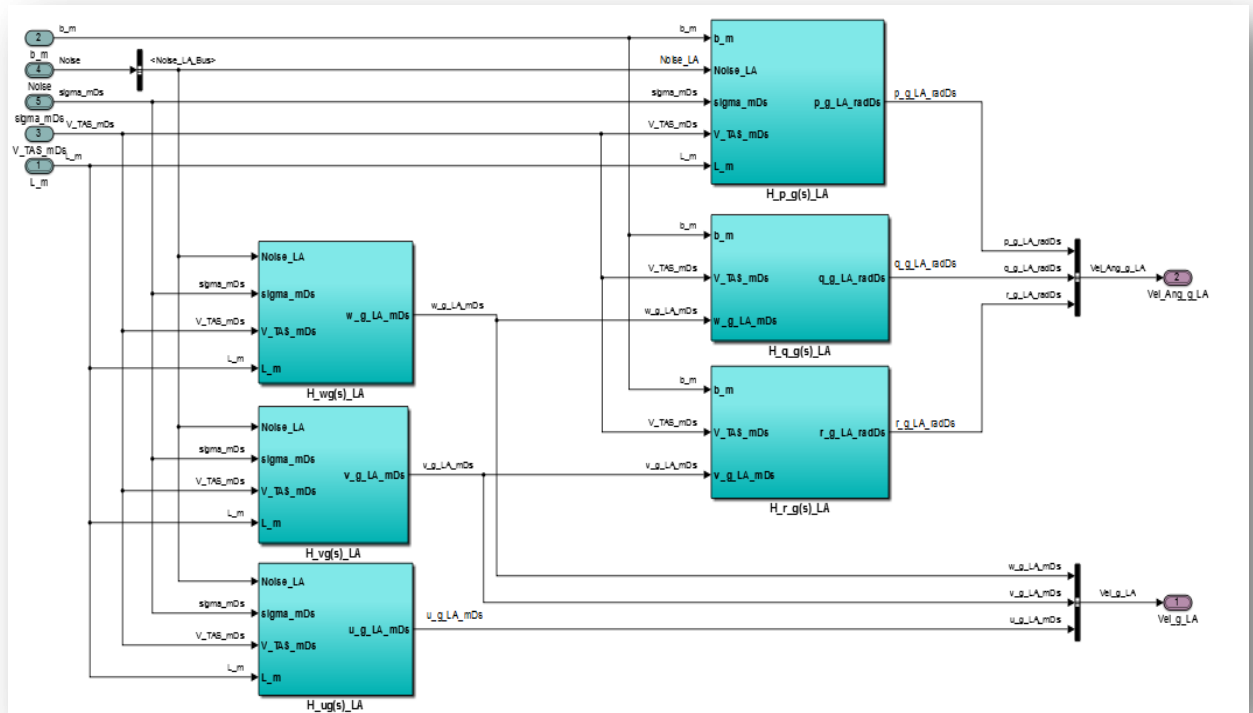 b_m
2
b_m
Noise
<Noise_LA_Bus>
4
Noise
sigma_mDs
5
sigma_mDs
V_TAS_mDs
3
V_TAS_mDs
L_m
1
L_m
b_m
b_m
Noise_LA
Noise_LA
sigma_mDs
sigma_mDs
p_g_LA_radDs
p_g_LA_radDs
V_TAS_mDs
V_TAS_mDs
L_m
L_m
H_p_g(s)_LA
b_m
b_m
V_TAS_mDs
V_TAS_mDs
q_g_LA_radDs
q_g_LA_radDs
w_g_LA_mDs
w_g_LA_mDs
H_q_g(s)_LA
b_m
b_m
V_TAS_mDs
V_TAS_mDs
r_g_LA_radDs
r_g_LA_radDs
v_g_LA_mDs
v_g_LA_mDs
H_r_g(s)_LA
p_g_LA_radDs
q_g_LA_radDs
r_g_LA_radDs
Vel_Ang_g_LA
2
Vel_Ang_g_LA
Noise_LA
sigma_mDs
sigma_mDs
w_g_LA_mDs
w_g_LA_mDs
V_TAS_mDs
V_TAS_mDs
L_m
L_m
H_wg(s)_LA
Noise_LA
sigma_mDs
sigma_mDs
v_g_LA_mDs
v_g_LA_mDs
V_TAS_mDs
V_TAS_mDs
L_m
L_m
H_vg(s)_LA
Noise_LA
sigma_mDs
sigma_mDs
u_g_LA_mDs
u_g_LA_mDs
V_TAS_mDs
V_TAS_mDs
L_m
L_m
H_ug(s)_LA
w_g_LA_mDs
v_g_LA_mDs
u_g_LA_mDs
Vel_g_LA
1
Vel_g_LA